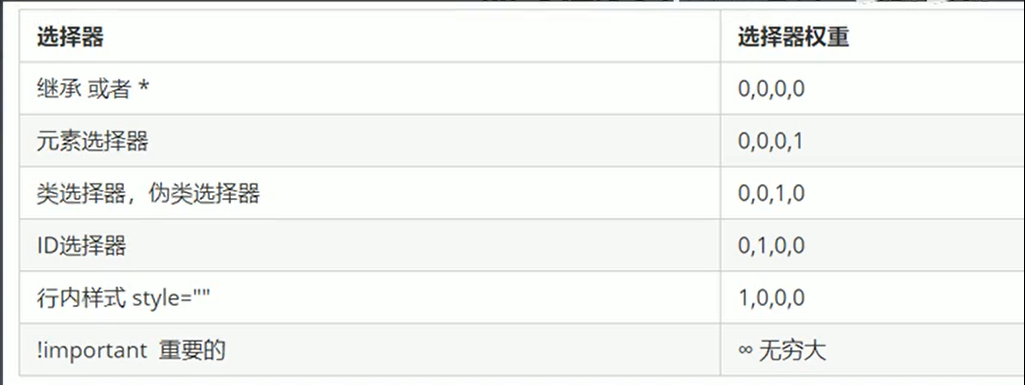 选择器 选择器权重
继承 或者 * 0,0,0,0
元素选择器 0,0,0,1
类选择器，伪类选择器 0,0,1,0
ID选择器 0,1,0,0
行内样式 style="" 1,0,0,0
!important 重要的 ∞ 无穷大